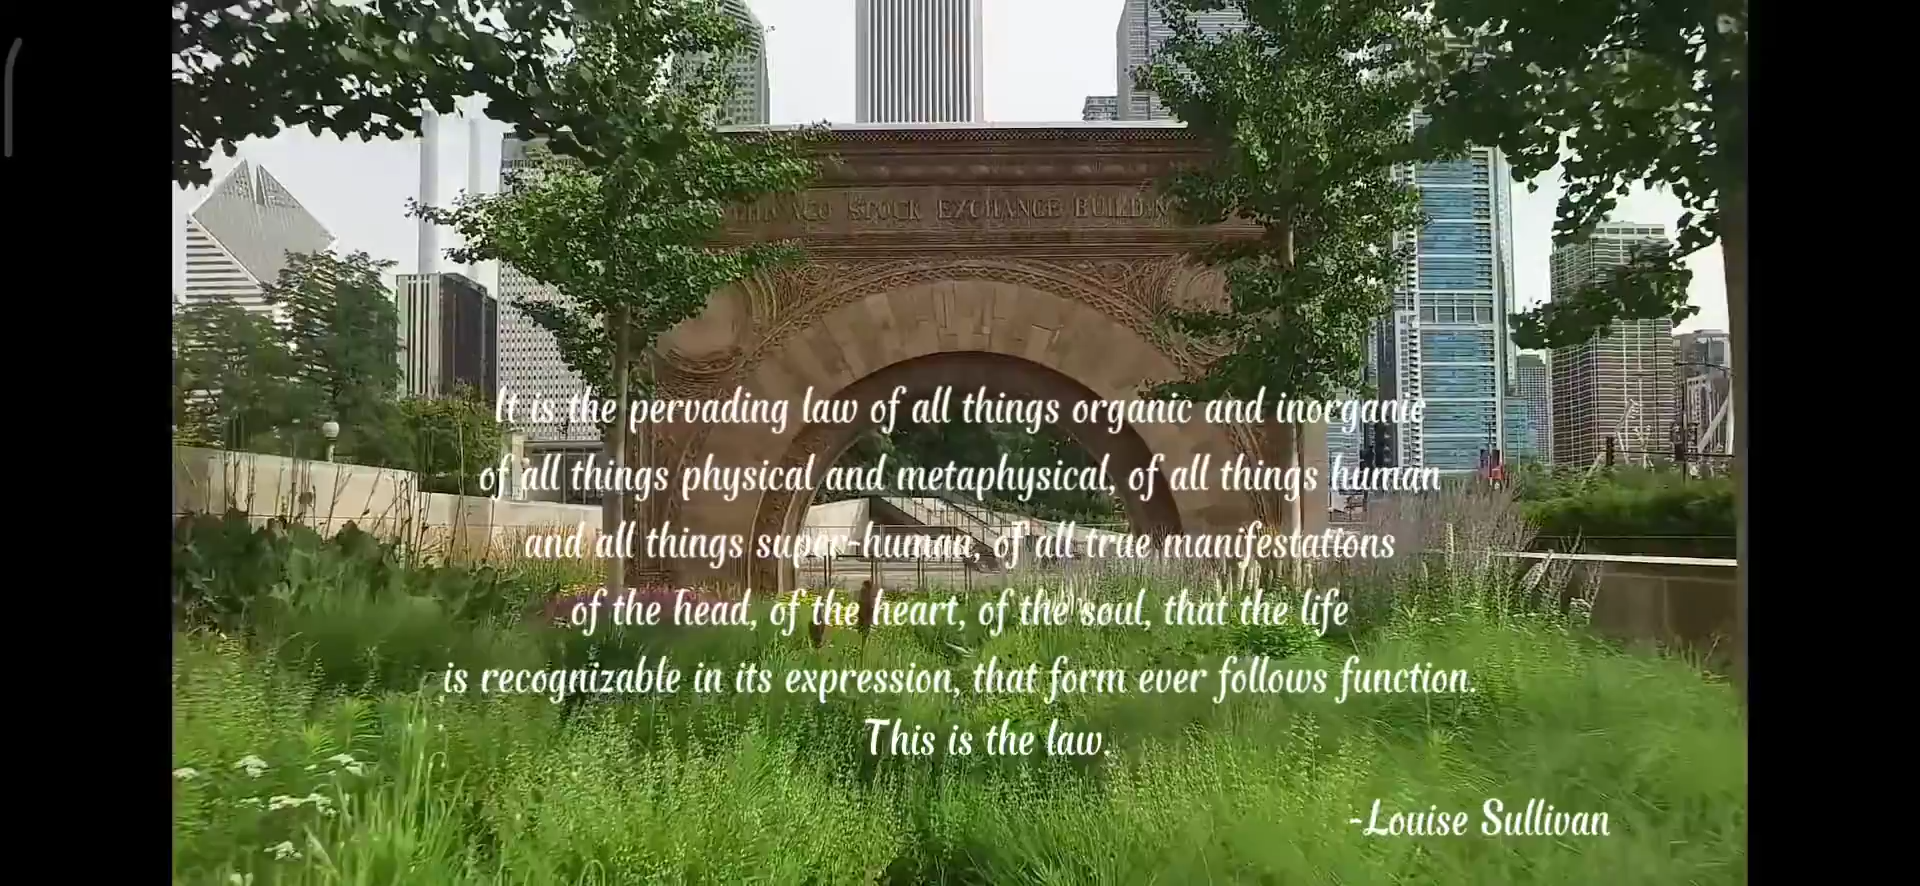 CHICAGO STOCK EXCHANGE BUILDIN
It is the pervading law of all things organic and inorganic
of all things physical and metaphysical, of all things human
and all things super-human, of all true manifestations
of the head, of the heart, of the soul, that the life
is recognizable in its expression, that form ever follows function.
This is the law.
-Louise Sullivan